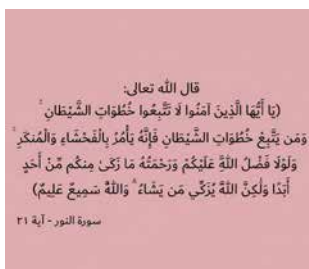 قال الله تعالى:
(يَا أَيُّهَا الَّذِينَ آمَنُوا لَا تَتَّبِعُوا خُطُوَاتِ الشَّيْطَانِ ۚ
وَمَن يَتَّبِعْ خُطُوَاتِ الشَّيْطَانِ فَإِنَّهُ يَأْمُرُ بِالْفَحْشَاءِ وَالْمُنكَرِ ۚ
وَلَوْلَا فَضْلُ اللَّهِ عَلَيْكُمْ وَرَحْمَتُهُ مَا زَكَىٰ مِنكُم مِّنْ أَحَدٍ
أَبَدًا وَلَٰكِنَّ اللَّهَ يُزَكِّي مَن يَشَاءُ ۗ وَاللَّهُ سَمِيعٌ عَلِيمٌ)
سورة النور - آية ٢١